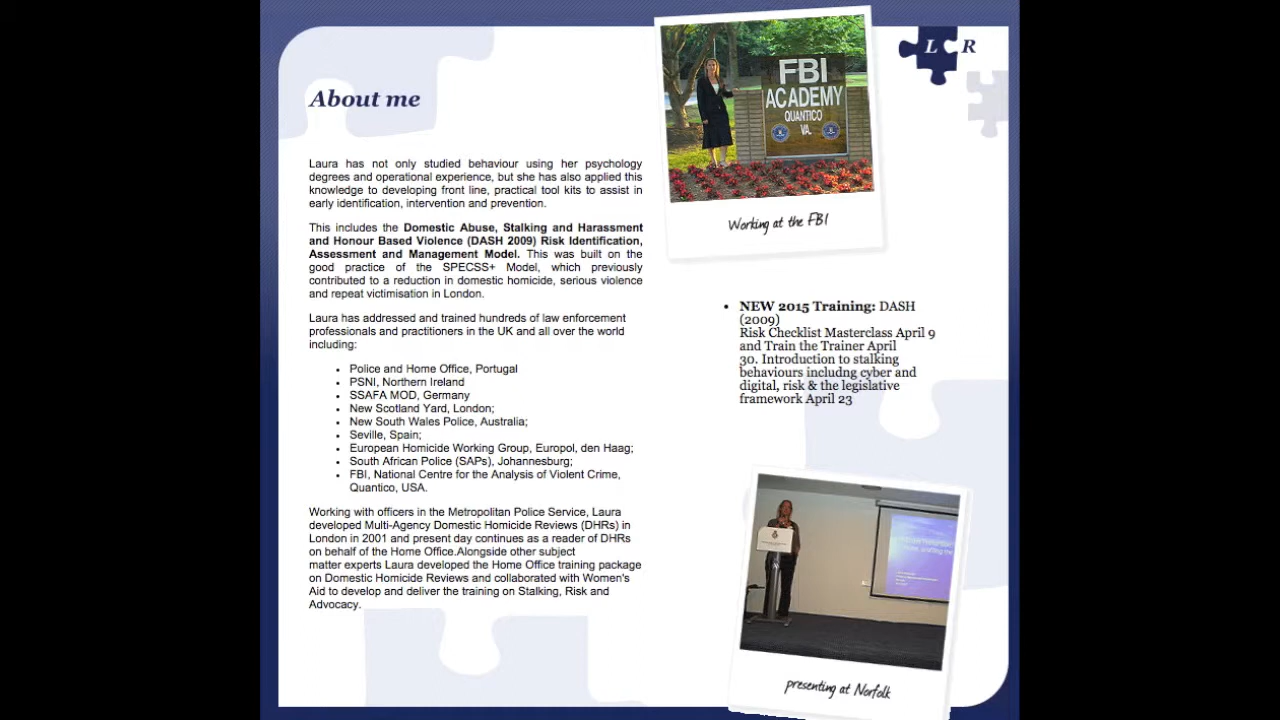 L R
About me
FBI
ACADEMY
QUANTICO
VA.
Working at the FBI
Laura has not only studied behaviour using her psychology
degrees and operational experience, but she has also applied this
knowledge to developing front line, practical tool kits to assist in
early identification, intervention and prevention.
This includes the Domestic Abuse, Stalking and Harassment
and Honour Based Violence (DASH 2009) Risk Identification,
Assessment and Management Model. This was built on the
good practice of the SPECSS+ Model, which previously
contributed to a reduction in domestic homicide, serious violence
and repeat victimisation in London.
Laura has addressed and trained hundreds of law enforcement
professionals and practitioners in the UK and all over the world
including:
• Police and Home Office, Portugal
• PSNI, Northern Ireland
• SSAFA MOD, Germany
• New Scotland Yard, London;
• New South Wales Police, Australia;
• Seville, Spain;
• European Homicide Working Group, Europol, den Haag;
• South African Police (SAPs), Johannesburg;
• FBI, National Centre for the Analysis of Violent Crime,
Quantico, USA.
Working with officers in the Metropolitan Police Service, Laura
developed Multi-Agency Domestic Homicide Reviews (DHRs) in
London in 2001 and present day continues as a reader of DHRs
on behalf of the Home Office.Alongside other subject
matter experts Laura developed the Home Office training package
on Domestic Homicide Reviews and collaborated with Women's
Aid to develop and deliver the training on Stalking, Risk and
Advocacy.
• NEW 2015 Training: DASH
(2009)
Risk Checklist Masterclass April 9
and Train the Trainer April
30. Introduction to stalking
behaviours includng cyber and
digital, risk & the legislative
framework April 23
presenting at Norfolk